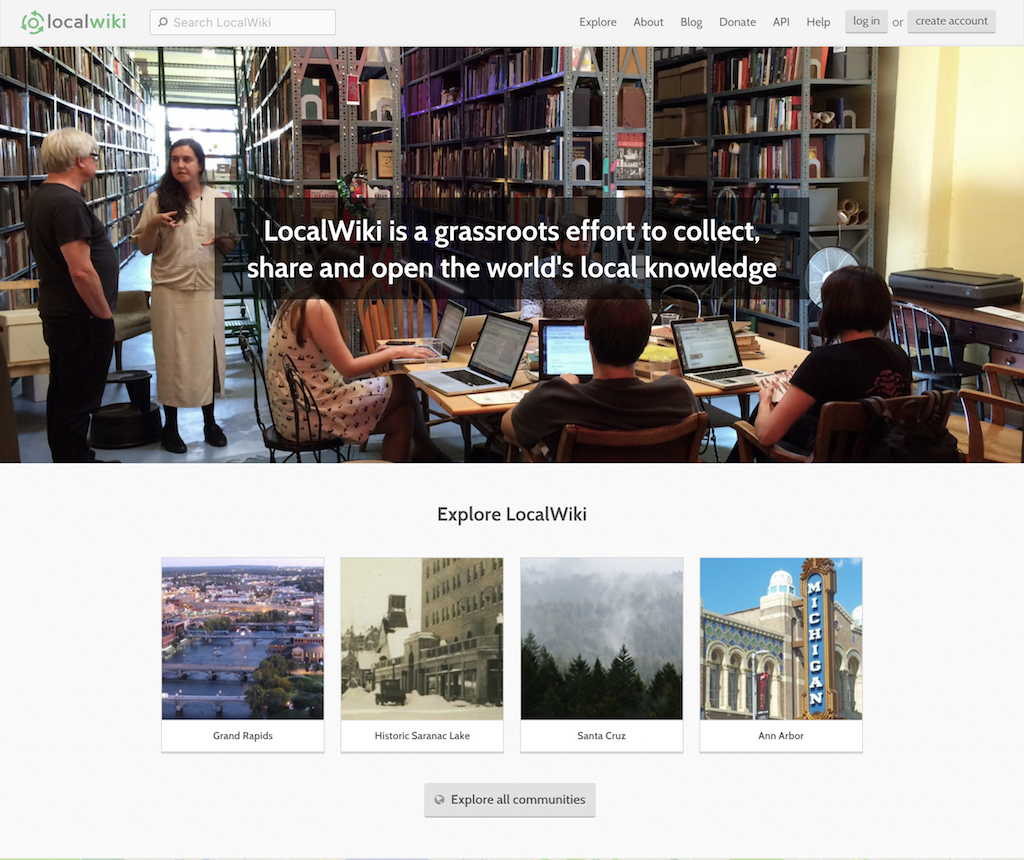 localwiki
Search LocalWiki
Explore
About
Blog
Donate
API
Help
log in
or
create account
LocalWiki is a grassroots effort to collect,
share and open the world's local knowledge
Explore LocalWiki
MICHIGAN
Grand Rapids
Historic Saranac Lake
Santa Cruz
Ann Arbor
Explore all communities